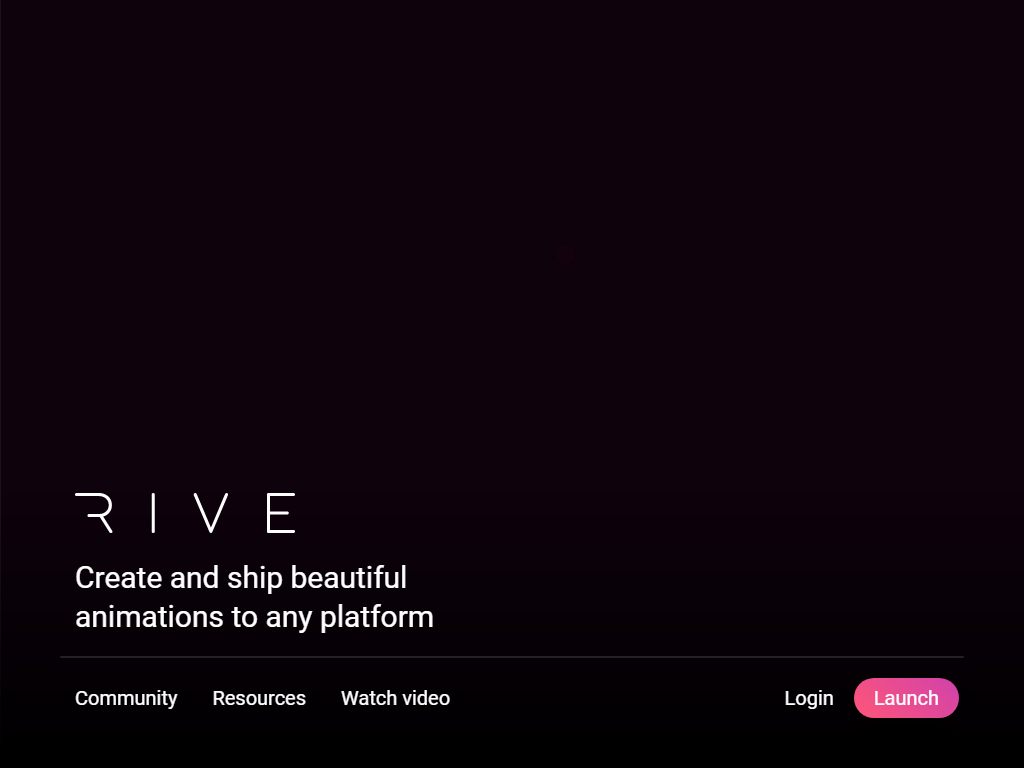 RIVE
Create and ship beautiful
animations to any platform
Community Resources Watch video Login Launch